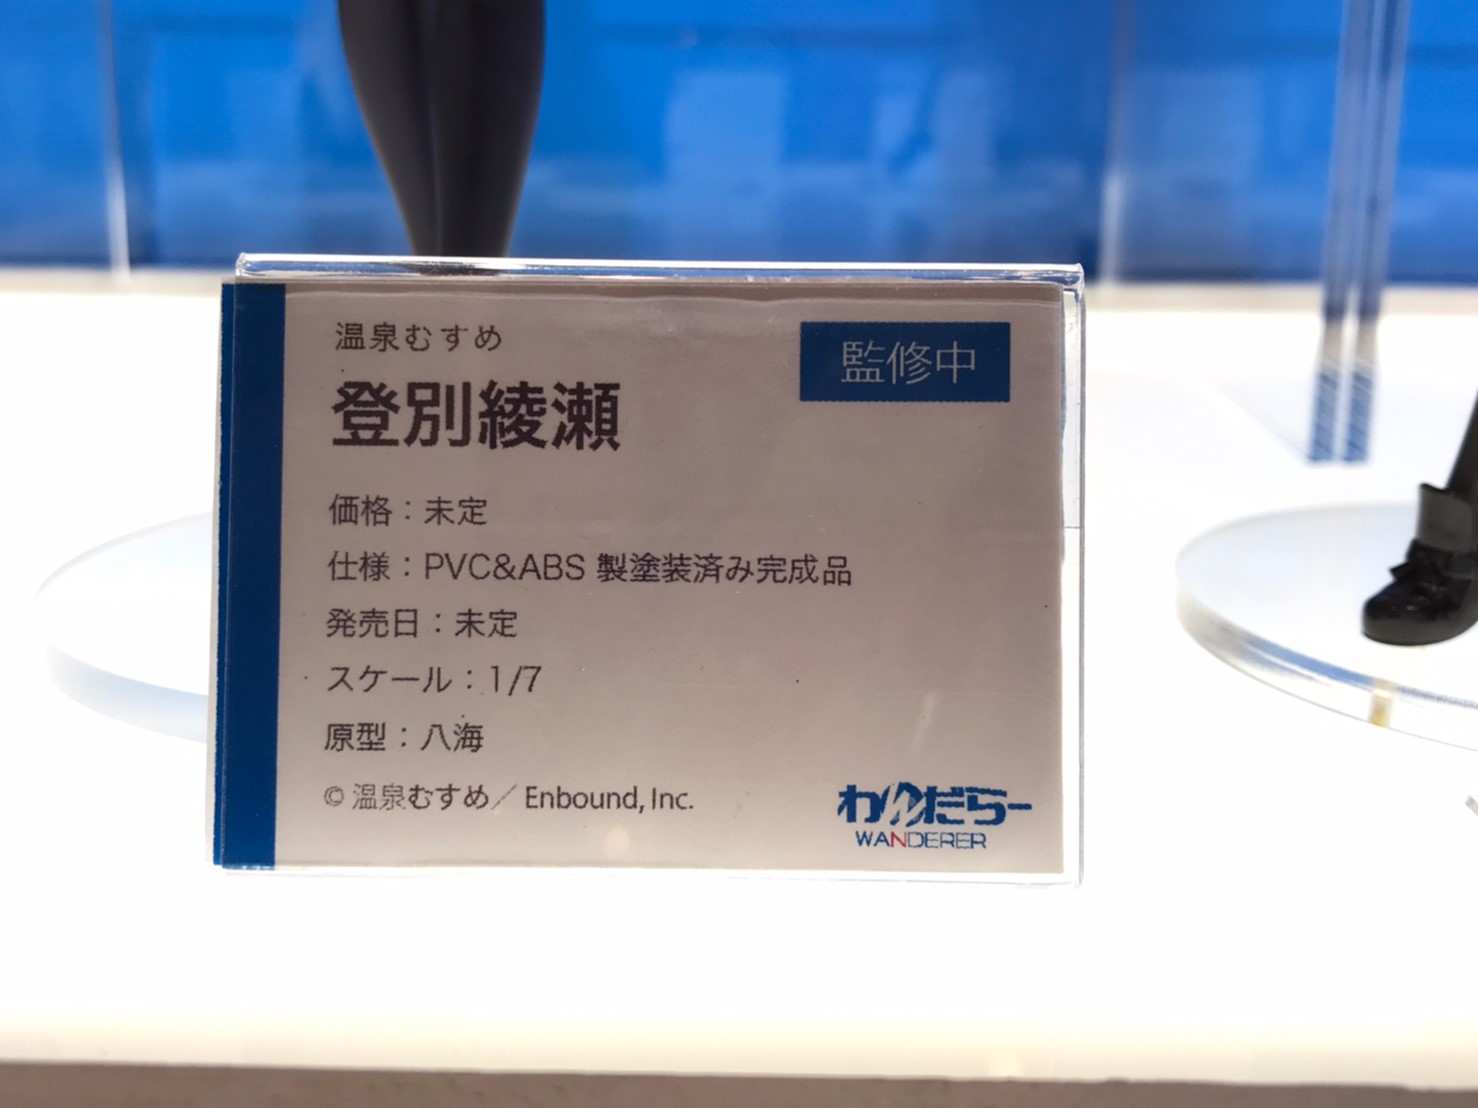 温泉むすめ
監修中
登別綾瀬
価格：未定
仕様：PVC&ABS 製塗装済み完成品
発売日：未定
スケール：1/7
原型：八海
© 温泉むすめ／Enbound, Inc.
わんだらー
WANDERER